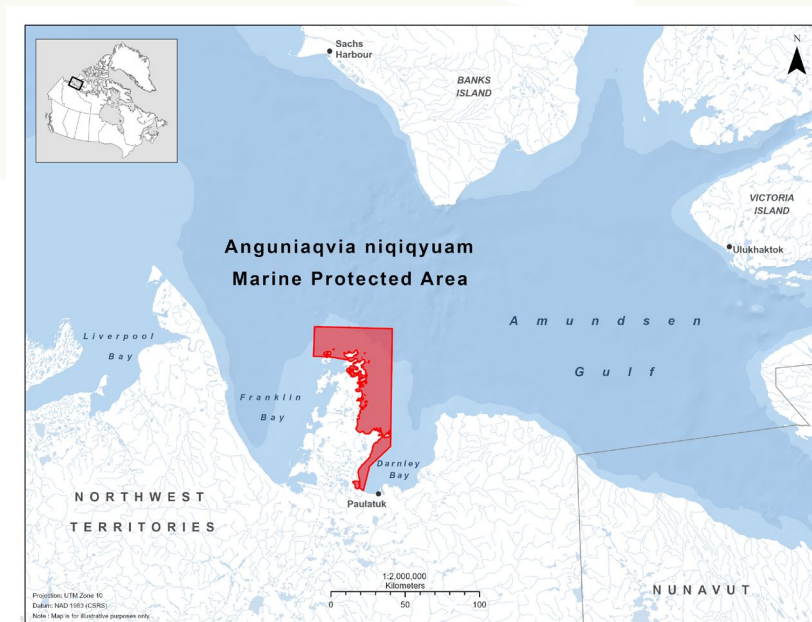 N
Sachs
Harbour
BANKS
ISLAND
VICTORIA
ISLAND
Ulukhaktok
Anguniaqvia niqiqyuam
Marine Protected Area
Amundsen
Gulf
Liverpool
Bay
Franklin
Bay
Darnley
Bay
Paulatuk
NORTHWEST
TERRITORIES
NUNAVUT
1:2,000,000
Kilometers
0 50 100
Projection: UTM Zone 10
Datum: NAD 1983 (CSRS)
Note : Map is for illustrative purposes only.